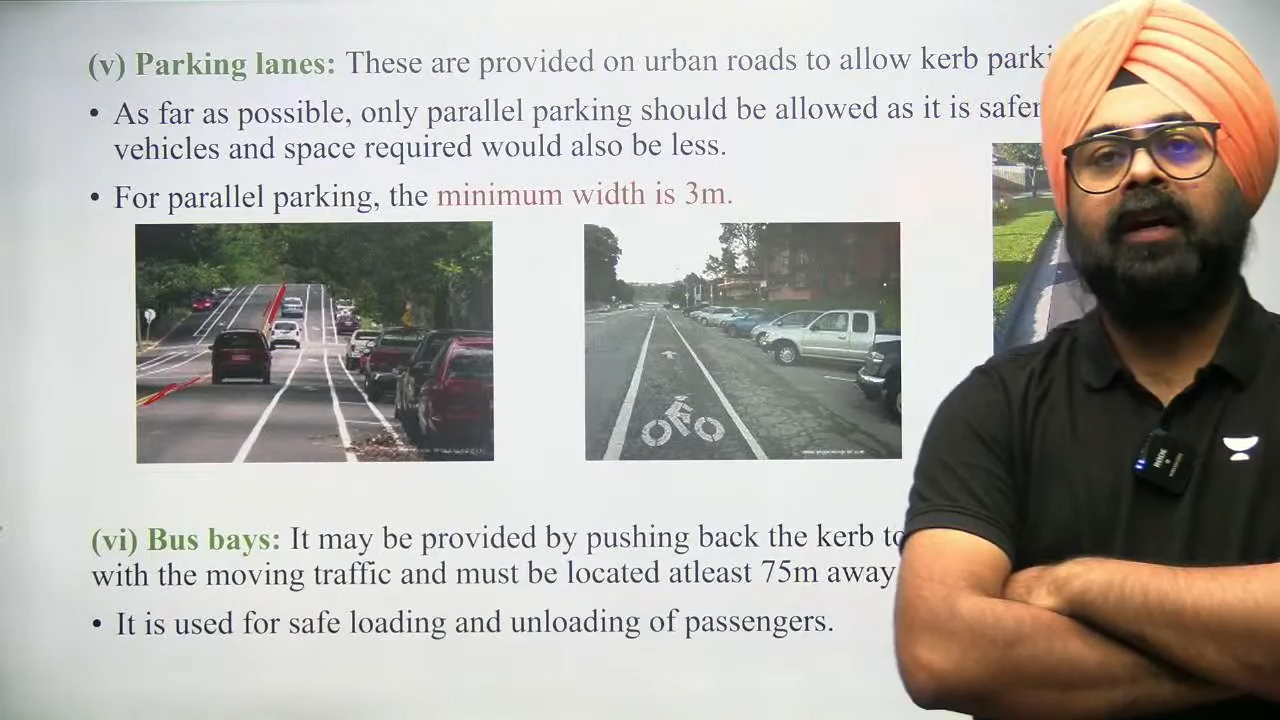 (v) Parking lanes: These are provided on urban roads to allow kerb
• As far as possible, only parallel parking should be allowed as it is safer
vehicles and space required would also be less.
• For parallel parking, the minimum width is 3m.
(vi) Bus bays: It may be provided by pushing back the kerb
with the moving traffic and must be located atleast 75m away
• It is used for safe loading and unloading of passengers.